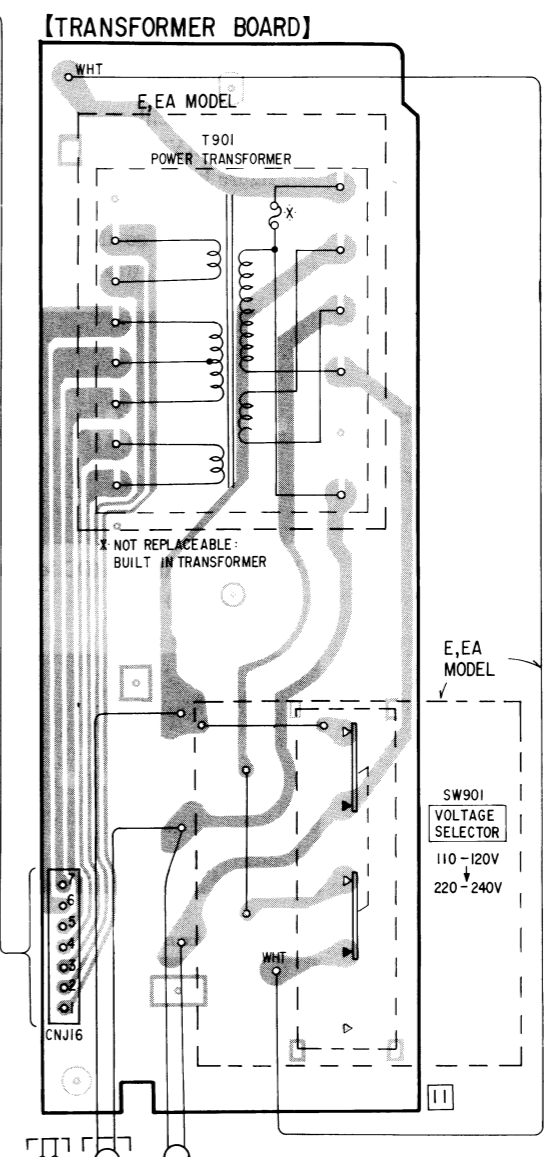 【TRANSFORMER BOARD】
WHT
E,EA MODEL
T901
POWER TRANSFORMER
※
※ NOT REPLACEABLE:
BUILT IN TRANSFORMER
E,EA
MODEL
SW901
VOLTAGE
SELECTOR
110-120V
220-240V
7
6
5
4
3
2
1
WHT
CNJ16
11